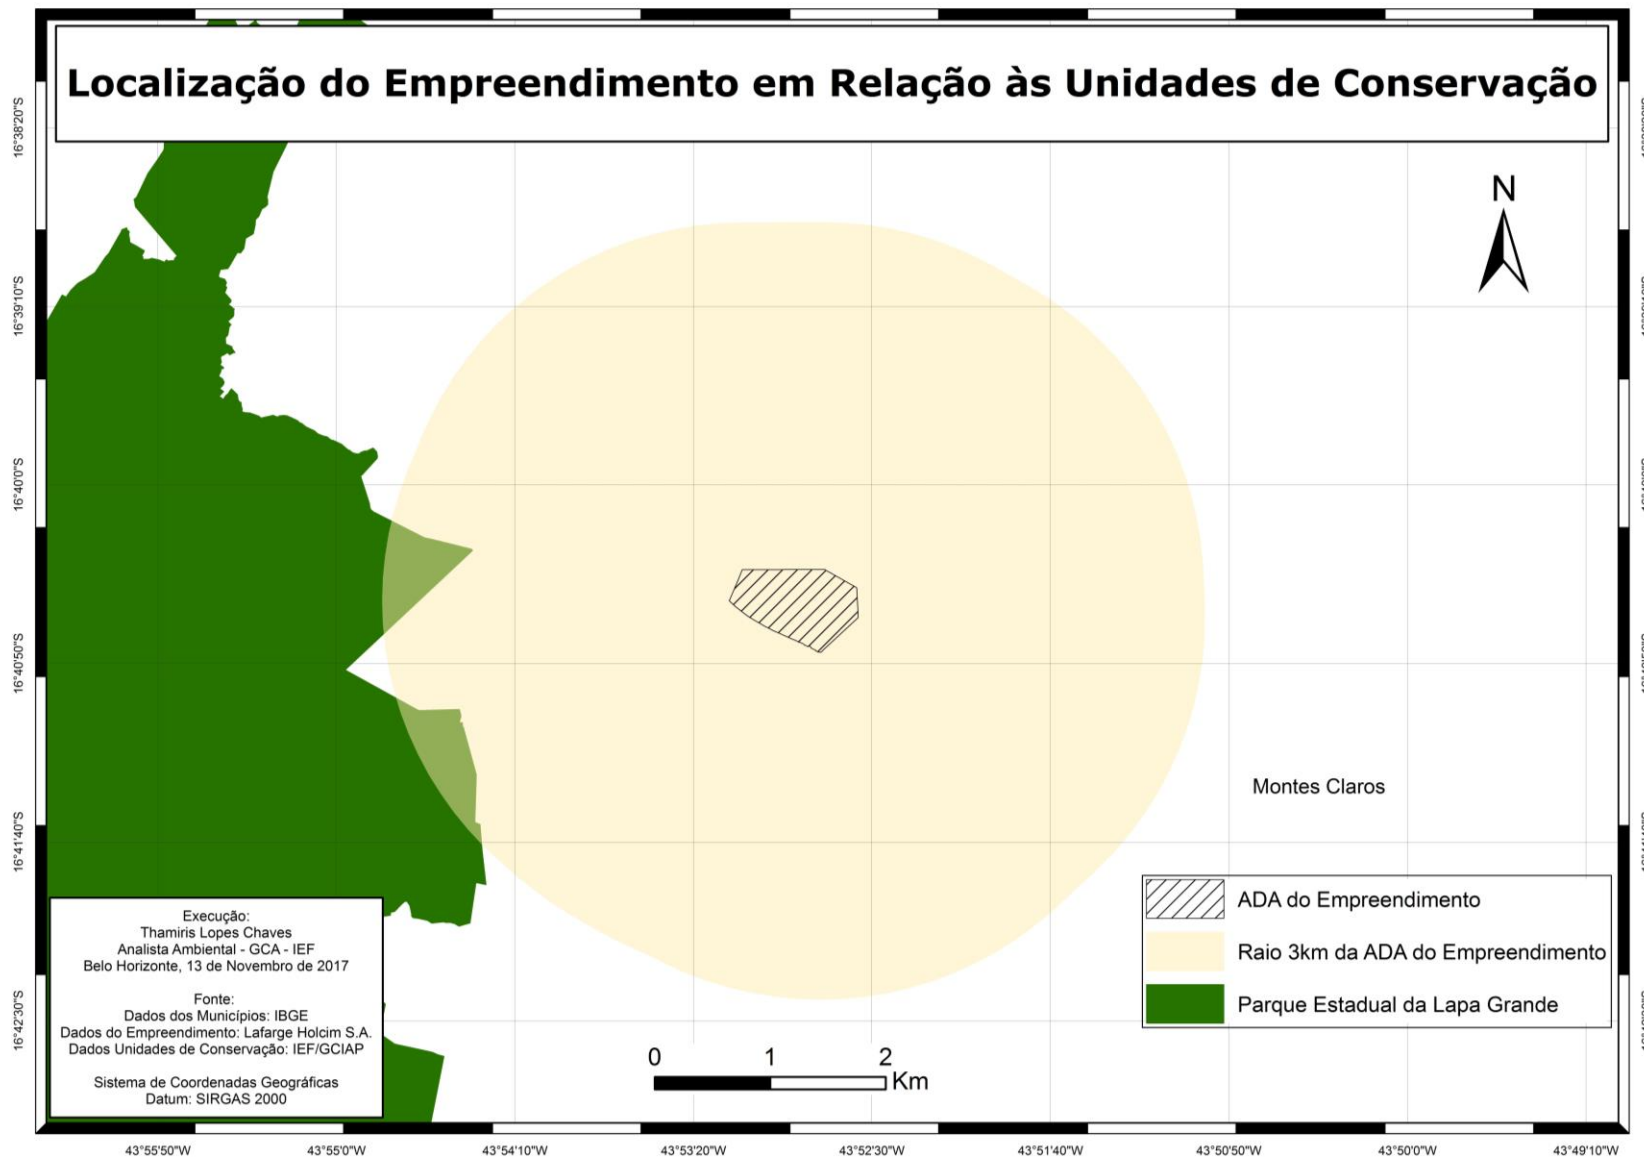 Localização do Empreendimento em Relação às Unidades de Conservação
N
16°38'20"S
16°39'10"S
16°40'0"S
16°40'50"S
16°41'40"S
16°42'30"S
Montes Claros
ADA do Empreendimento
Raio 3km da ADA do Empreendimento
Parque Estadual da Lapa Grande
Execução:
Thamiris Lopes Chaves
Analista Ambiental - GCA - IEF
Belo Horizonte, 13 de Novembro de 2017
Fonte:
Dados dos Municípios: IBGE
Dados do Empreendimento: Lafarge Holcim S.A.
Dados Unidades de Conservação: IEF/GCIAP
Sistema de Coordenadas Geográficas
Datum: SIRGAS 2000
0 1 2
Km
43°55'50"W 43°55'0"W 43°54'10"W 43°53'20"W 43°52'30"W 43°51'40"W 43°50'50"W 43°50'0"W 43°49'10"W